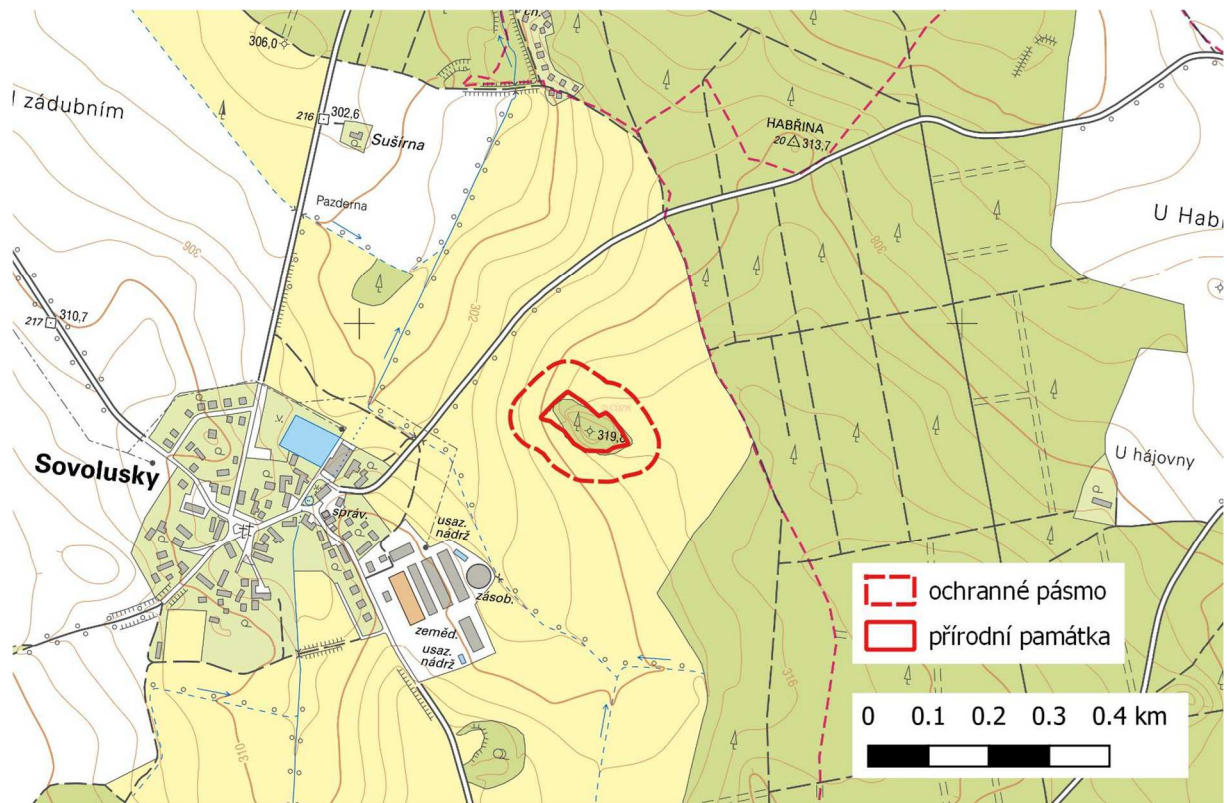 306,0
l zádubním
216
302,6
Sušírna
HABŘINA
20
313,7
Pazderna
U Hab
306
302
308
217
310,7
319,8
Sovolusky
správ.
usaz.
nádrž
zásob.
U hájovny
zeměd.
usaz.
nádrž
316
310
ochranné pásmo
přírodní památka
0 0.1 0.2 0.3 0.4 km